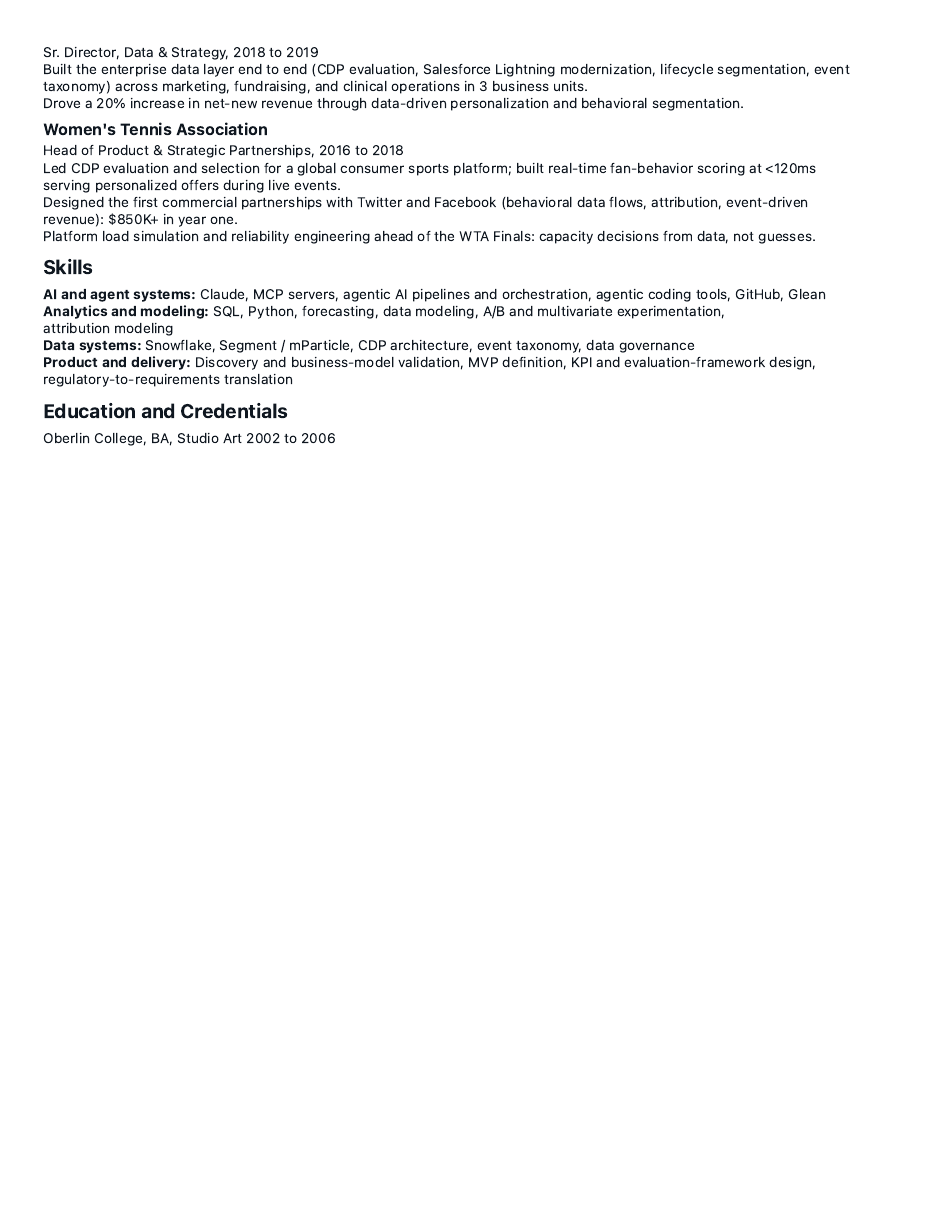 Sr. Director, Data & Strategy, 2018 to 2019
Built the enterprise data layer end to end (CDP evaluation, Salesforce Lightning modernization, lifecycle segmentation, event
taxonomy) across marketing, fundraising, and clinical operations in 3 business units.
Drove a 20% increase in net-new revenue through data-driven personalization and behavioral segmentation.
Women's Tennis Association
Head of Product & Strategic Partnerships, 2016 to 2018
Led CDP evaluation and selection for a global consumer sports platform; built real-time fan-behavior scoring at <120ms
serving personalized offers during live events.
Designed the first commercial partnerships with Twitter and Facebook (behavioral data flows, attribution, event-driven
revenue): $850K+ in year one.
Platform load simulation and reliability engineering ahead of the WTA Finals: capacity decisions from data, not guesses.
Skills
AI and agent systems: Claude, MCP servers, agentic AI pipelines and orchestration, agentic coding tools, GitHub, Glean
Analytics and modeling: SQL, Python, forecasting, data modeling, A/B and multivariate experimentation,
attribution modeling
Data systems: Snowflake, Segment / mParticle, CDP architecture, event taxonomy, data governance
Product and delivery: Discovery and business-model validation, MVP definition, KPI and evaluation-framework design,
regulatory-to-requirements translation
Education and Credentials
Oberlin College, BA, Studio Art 2002 to 2006